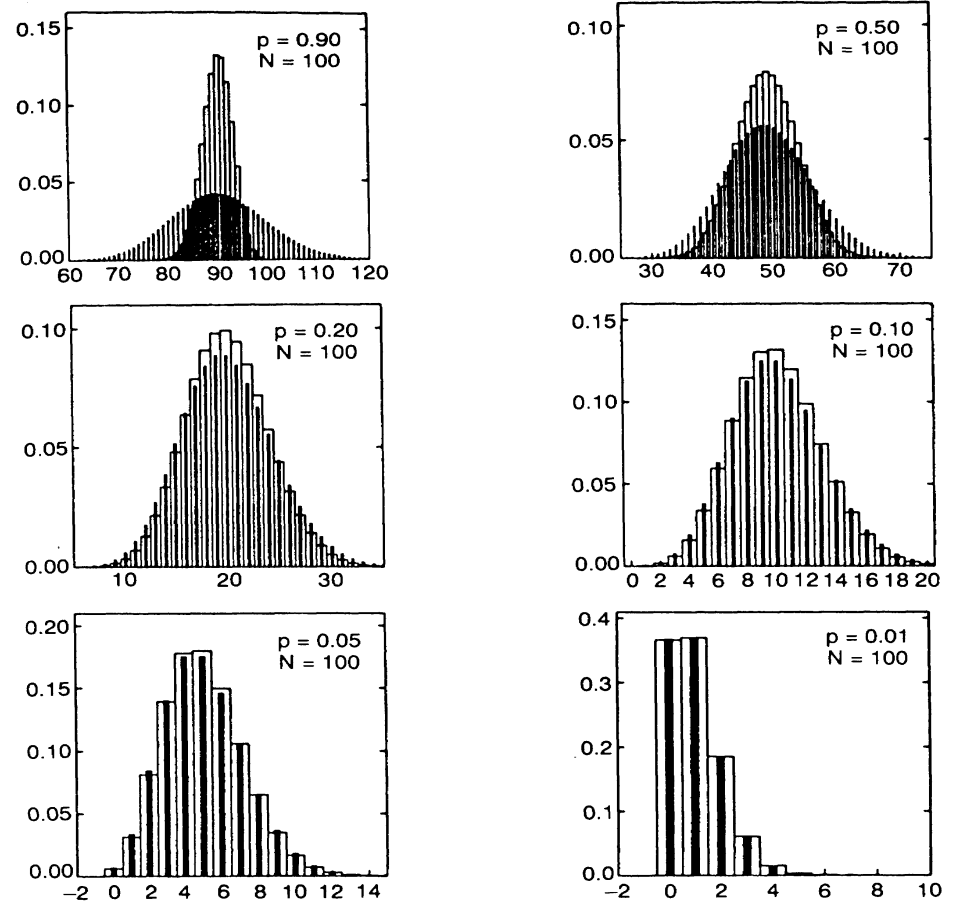 p = 0.90
N = 100
0.15
0.10
0.05
0.00
60 70 80 90 100 110 120
p = 0.50
N = 100
0.10
0.05
0.00
30 40 50 60 70
p = 0.20
N = 100
0.10
0.05
0.00
10 20 30
p = 0.10
N = 100
0.15
0.10
0.05
0.00
0 2 4 6 8 10 12 14 16 18 20
p = 0.05
N = 100
0.20
0.15
0.10
0.05
0.00
−2 0 2 4 6 8 10 12 14
p = 0.01
N = 100
0.4
0.3
0.2
0.1
0.0
−2 0 2 4 6 8 10